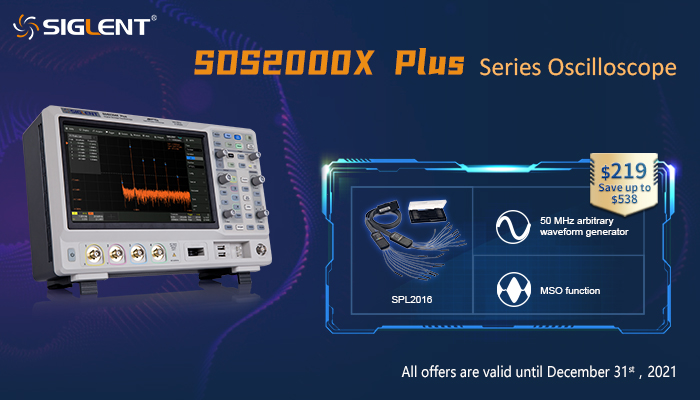 SIGLENT®
SDS2000X Plus Series Oscilloscope
SIGLENT
$219
Save up to
$538
50 MHz arbitrary
waveform generator
SPL2016
MSO function
All offers are valid until December 31st , 2021